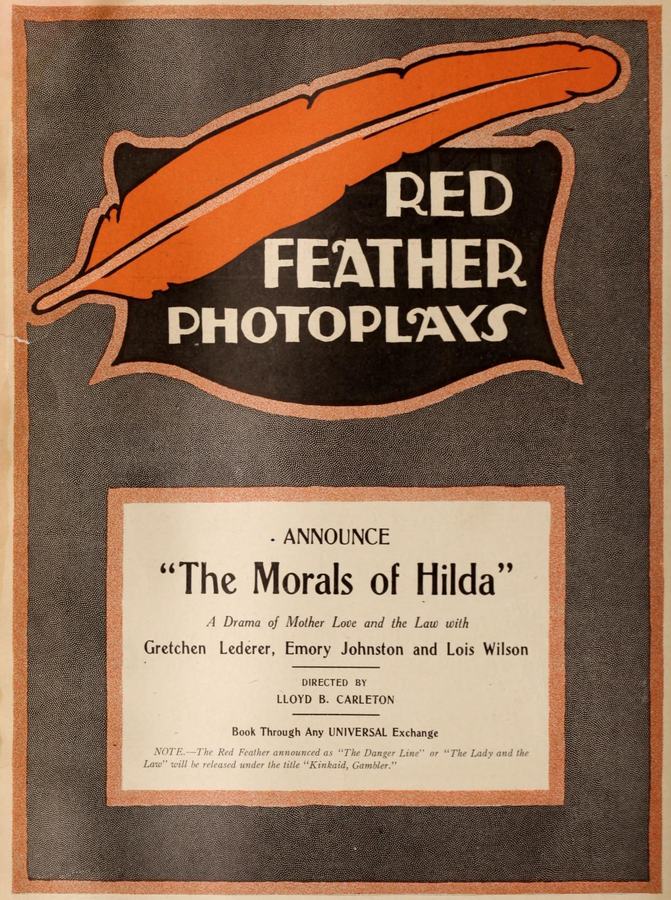 RED
FEATHER
PHOTOPLAYS
ANNOUNCE
“The Morals of Hilda”
A Drama of Mother Love and the Law with
Gretchen Lederer, Emory Johnston and Lois Wilson
DIRECTED BY
LLOYD B. CARLETON
Book Through Any UNIVERSAL Exchange
NOTE.—The Red Feather announced as “The Danger Line” or “The Lady and the
Law” will be released under the title “Kinkaid, Gambler.”